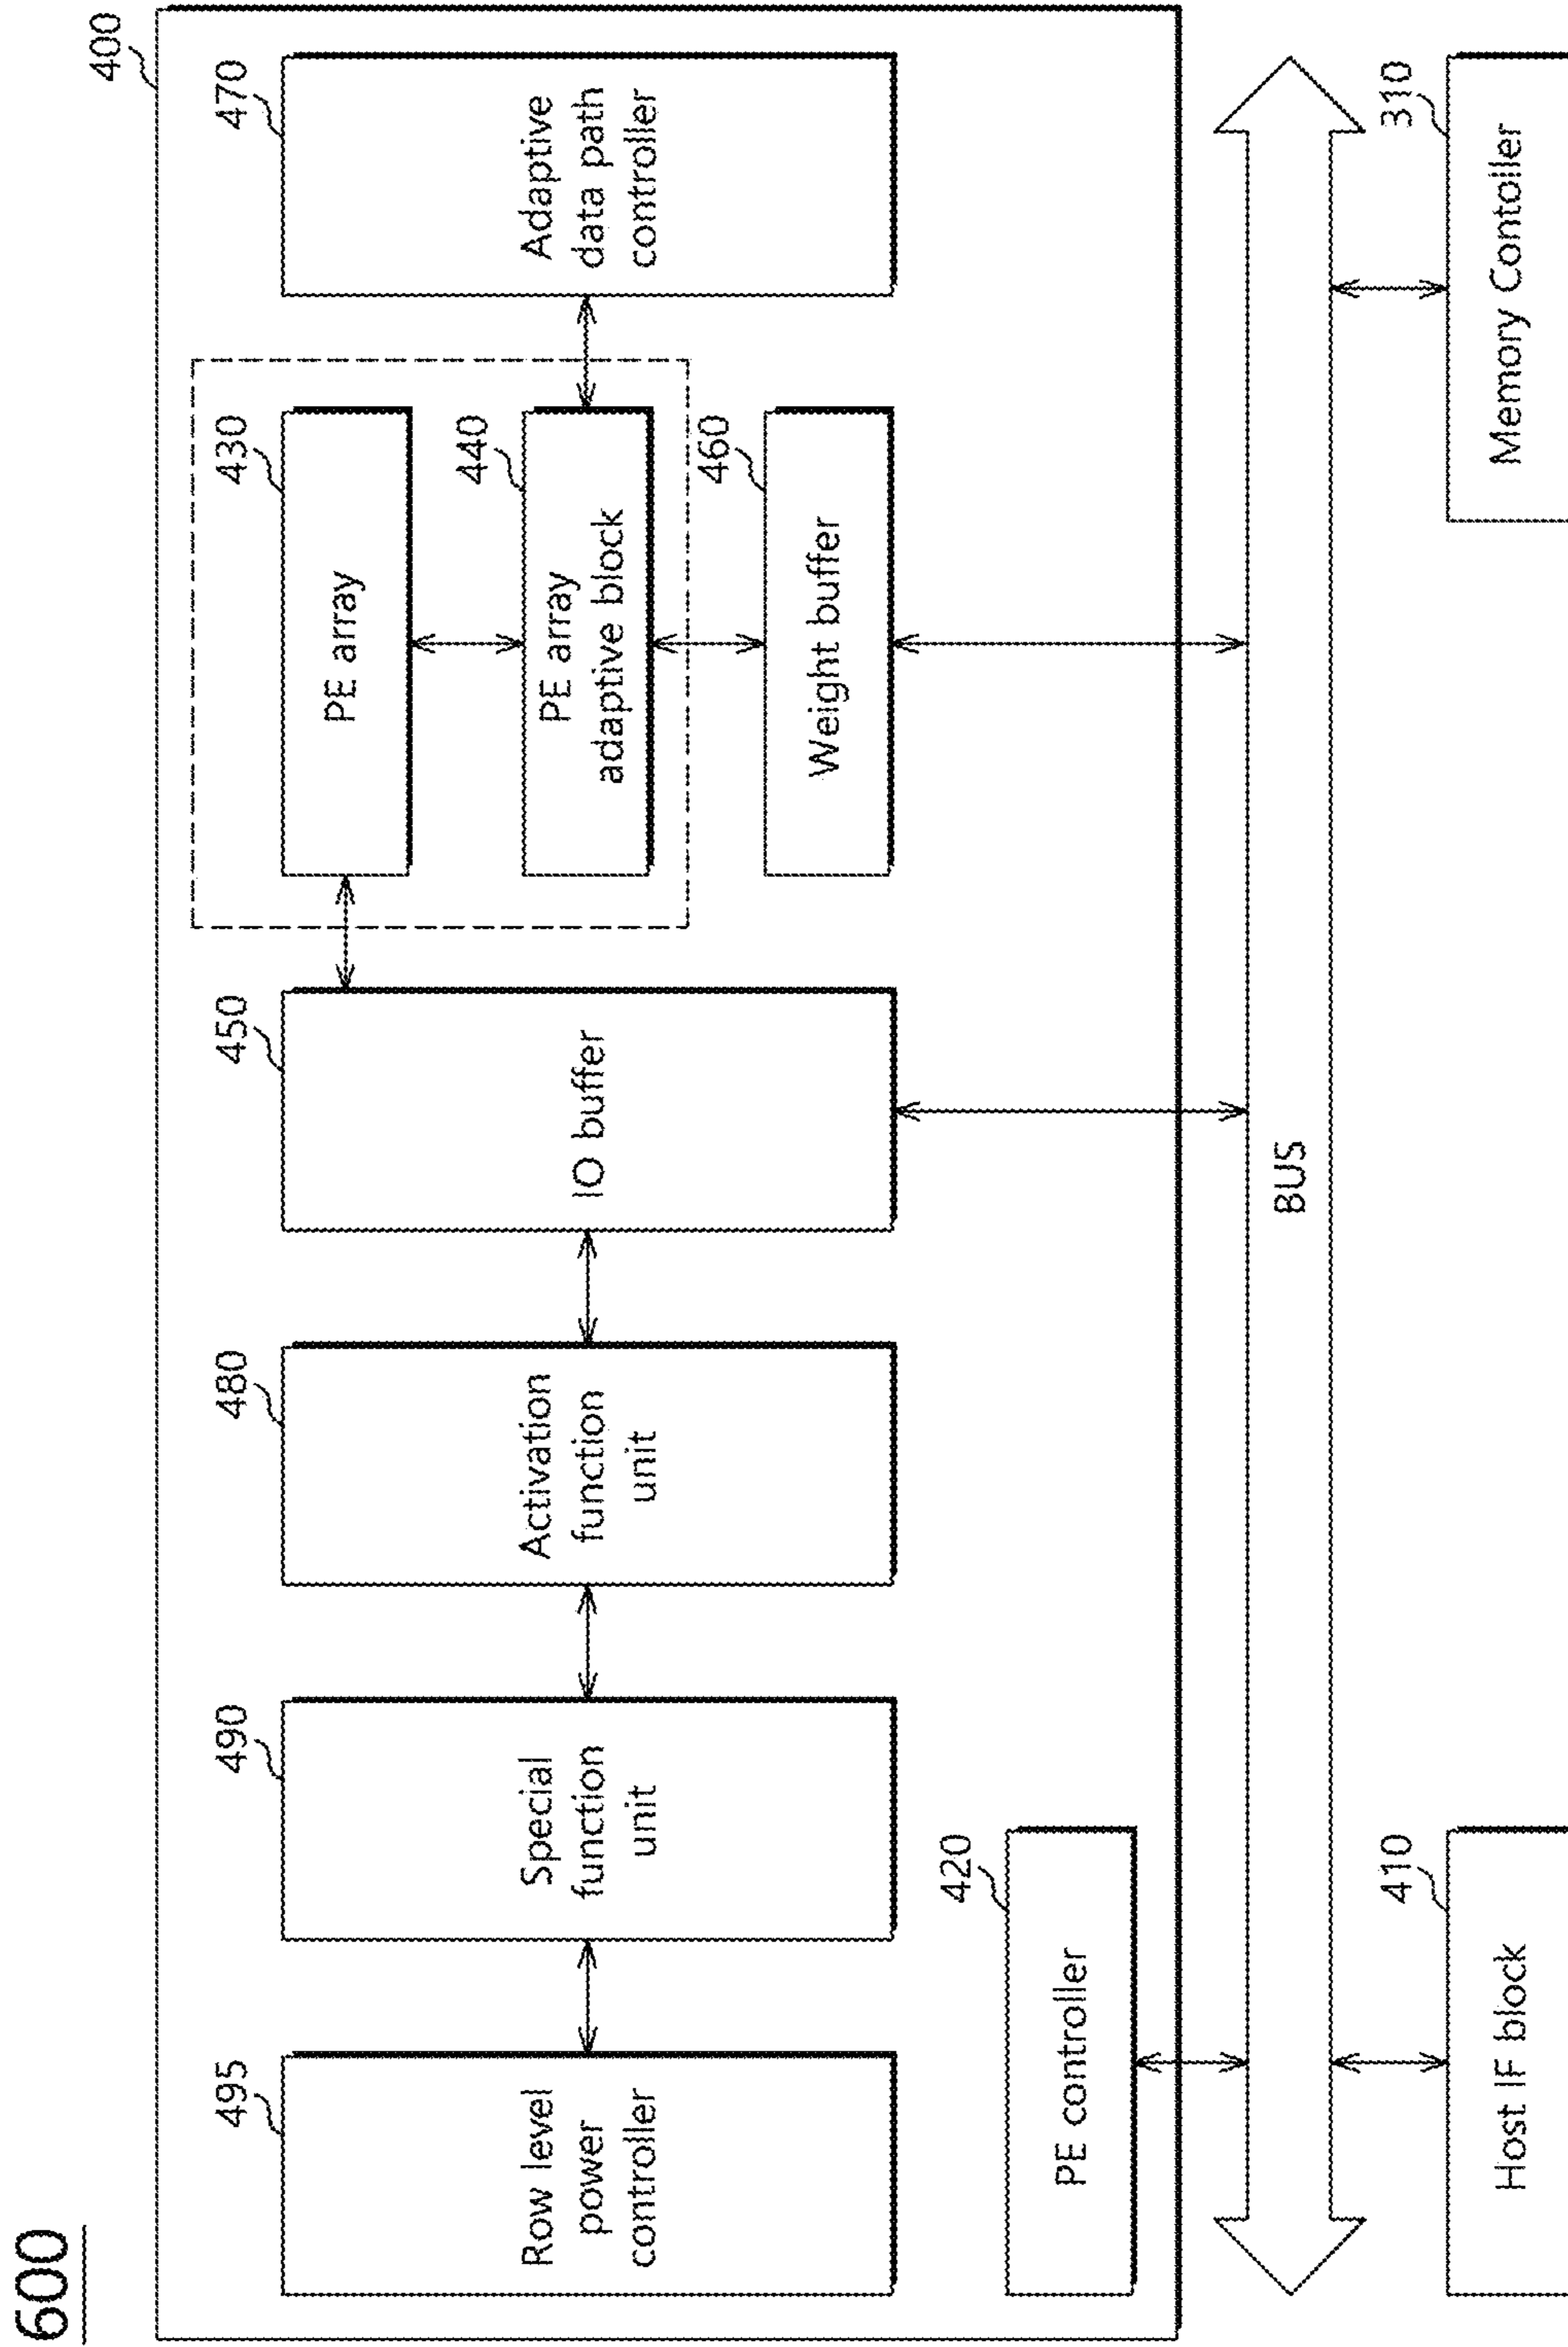 600
400
495
490
480
450
430
470
Row level
power
controller
Special
function
unit
Activation
function
unit
IO buffer
PE array
440
PE array
adaptive block
460
Weight buffer
Adaptive
data path
controller
420
PE controller
BUS
410
Host IF block
310
Memory Contoller